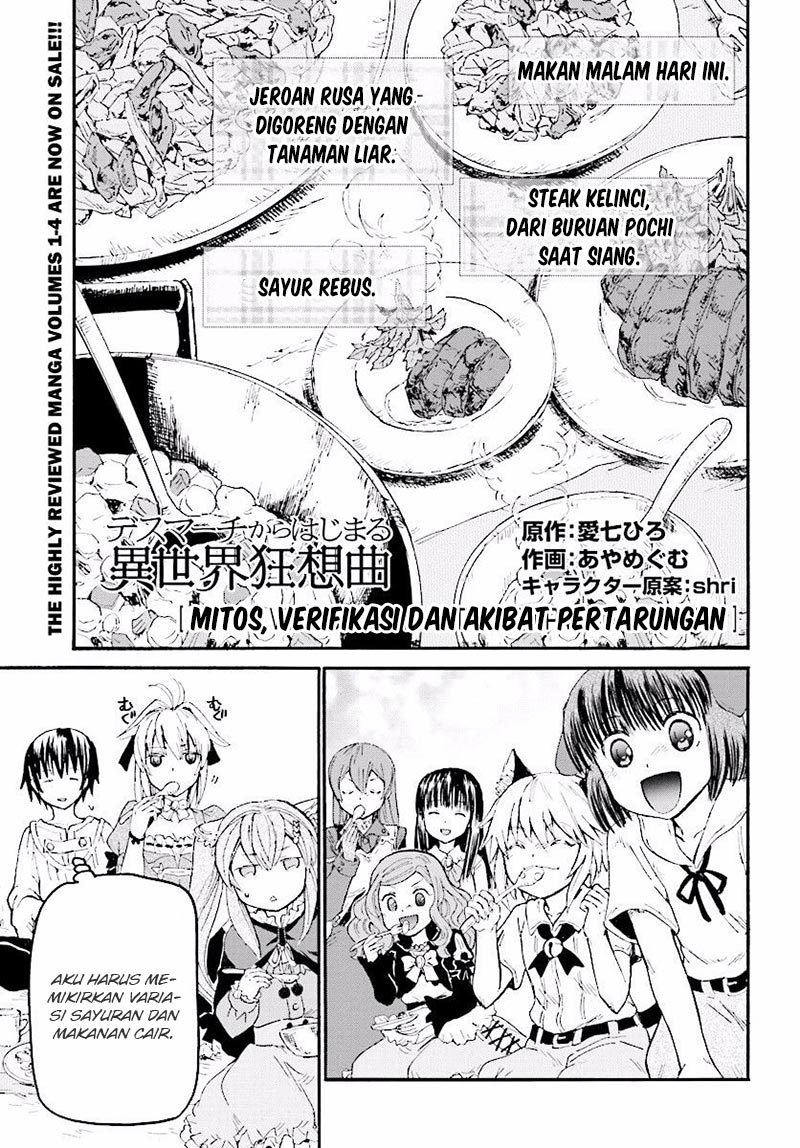 MAKAN MALAM HARI INI.
JEROAN RUSA YANG
DIGORENG DENGAN
TANAMAN LIAR.
STEAK KELINCI,
DARI BURUAN POCHI
SAAT SIANG.
SAYUR REBUS.
THE HIGHLY REVIEWED MANGA VOLUMES 1-4 ARE NOW ON SALE!!!
デスマーチからはじまる
異世界狂想曲
原作:愛七ひろ
作画:あやめぐむ
キャラクター原案:shri
[MITOS, VERIFIKASI DAN AKIBAT PERTARUNGAN]
むぐ
むぐ
AKU HARUS ME-
MIKIRKAN VARIA-
SI SAYURAN DAN
MAKANAN CAIR.